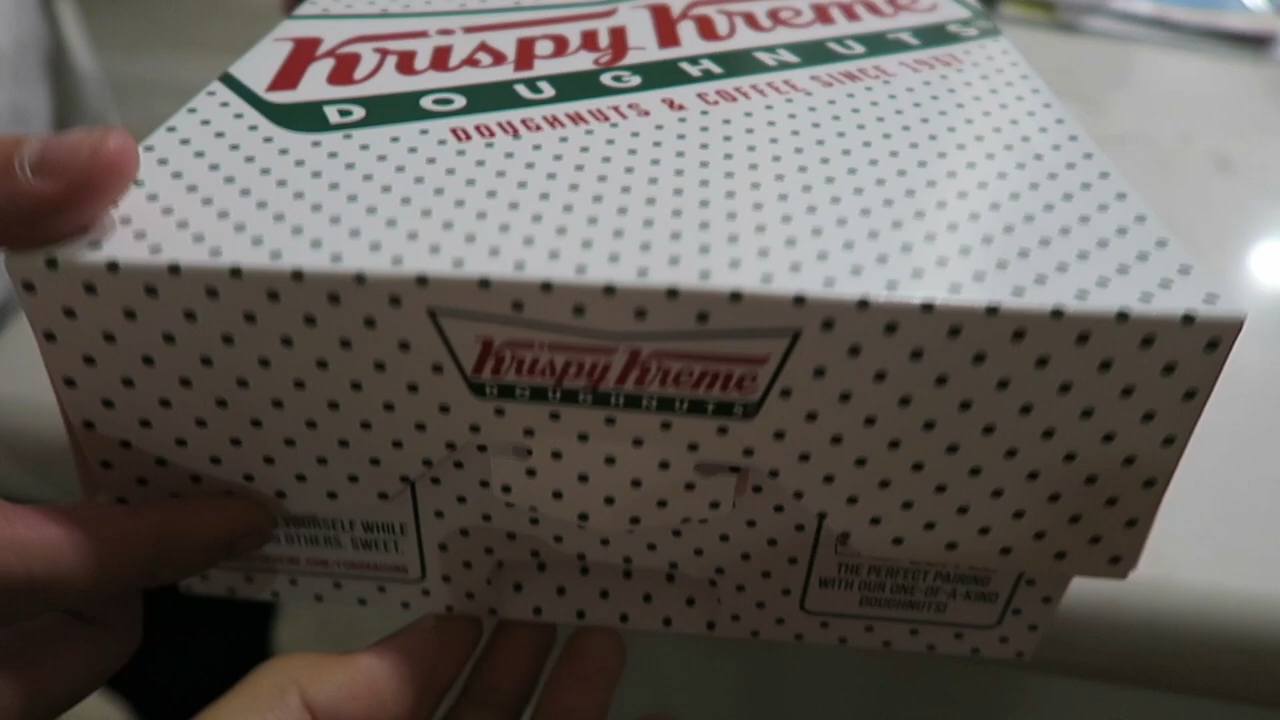 Krispy Kreme
DOUGHNUTS
DOUGHNUTS & COFFEE SINCE 1937
Krispy Kreme
DOUGHNUTS
YOURSELF WHILE
OTHERS. SWEET.
THE PERFECT PAIRING
WITH OUR ONE-OF-A-KIND
DOUGHNUTS!